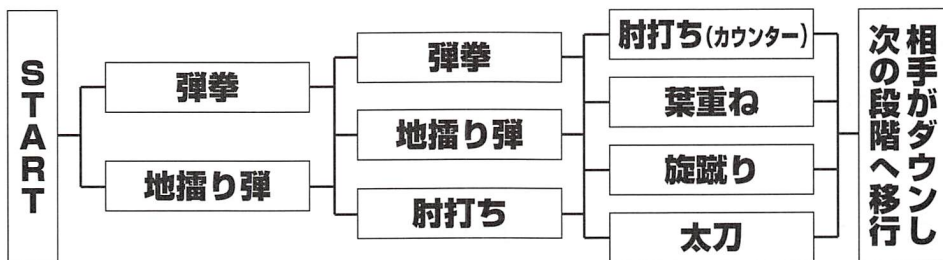 START
弾拳
地擂り弾
弾拳
地擂り弾
肘打ち
肘打ち(カウンター)
葉重ね
旋蹴り
太刀
相手がダウンし
次の段階へ移行